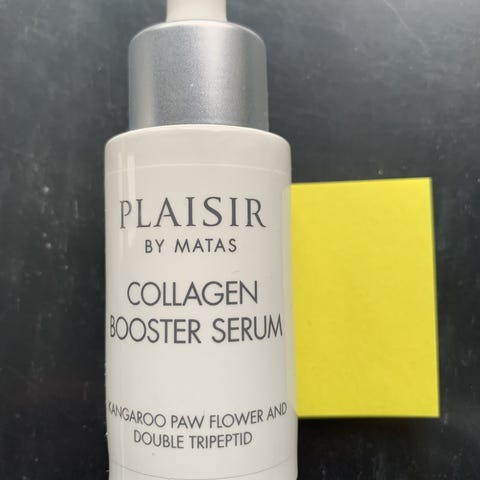 PLAISIR
BY MATAS
COLLAGEN
BOOSTER SERUM
KANGAROO PAW FLOWER AND
DOUBLE TRIPEPTID